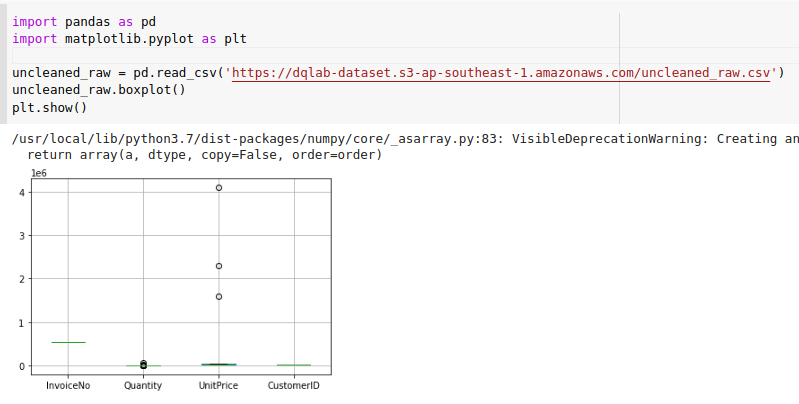 import pandas as pd
import matplotlib.pyplot as plt
uncleaned_raw = pd.read_csv('https://dqlab-dataset.s3-ap-southeast-1.amazonaws.com/uncleaned_raw.csv')
uncleaned_raw.boxplot()
plt.show()
/usr/local/lib/python3.7/dist-packages/numpy/core/_asarray.py:83: VisibleDeprecationWarning: Creating an
return array(a, dtype, copy=False, order=order)
1e6
4
3
2
1
0
InvoiceNo Quantity UnitPrice CustomerID